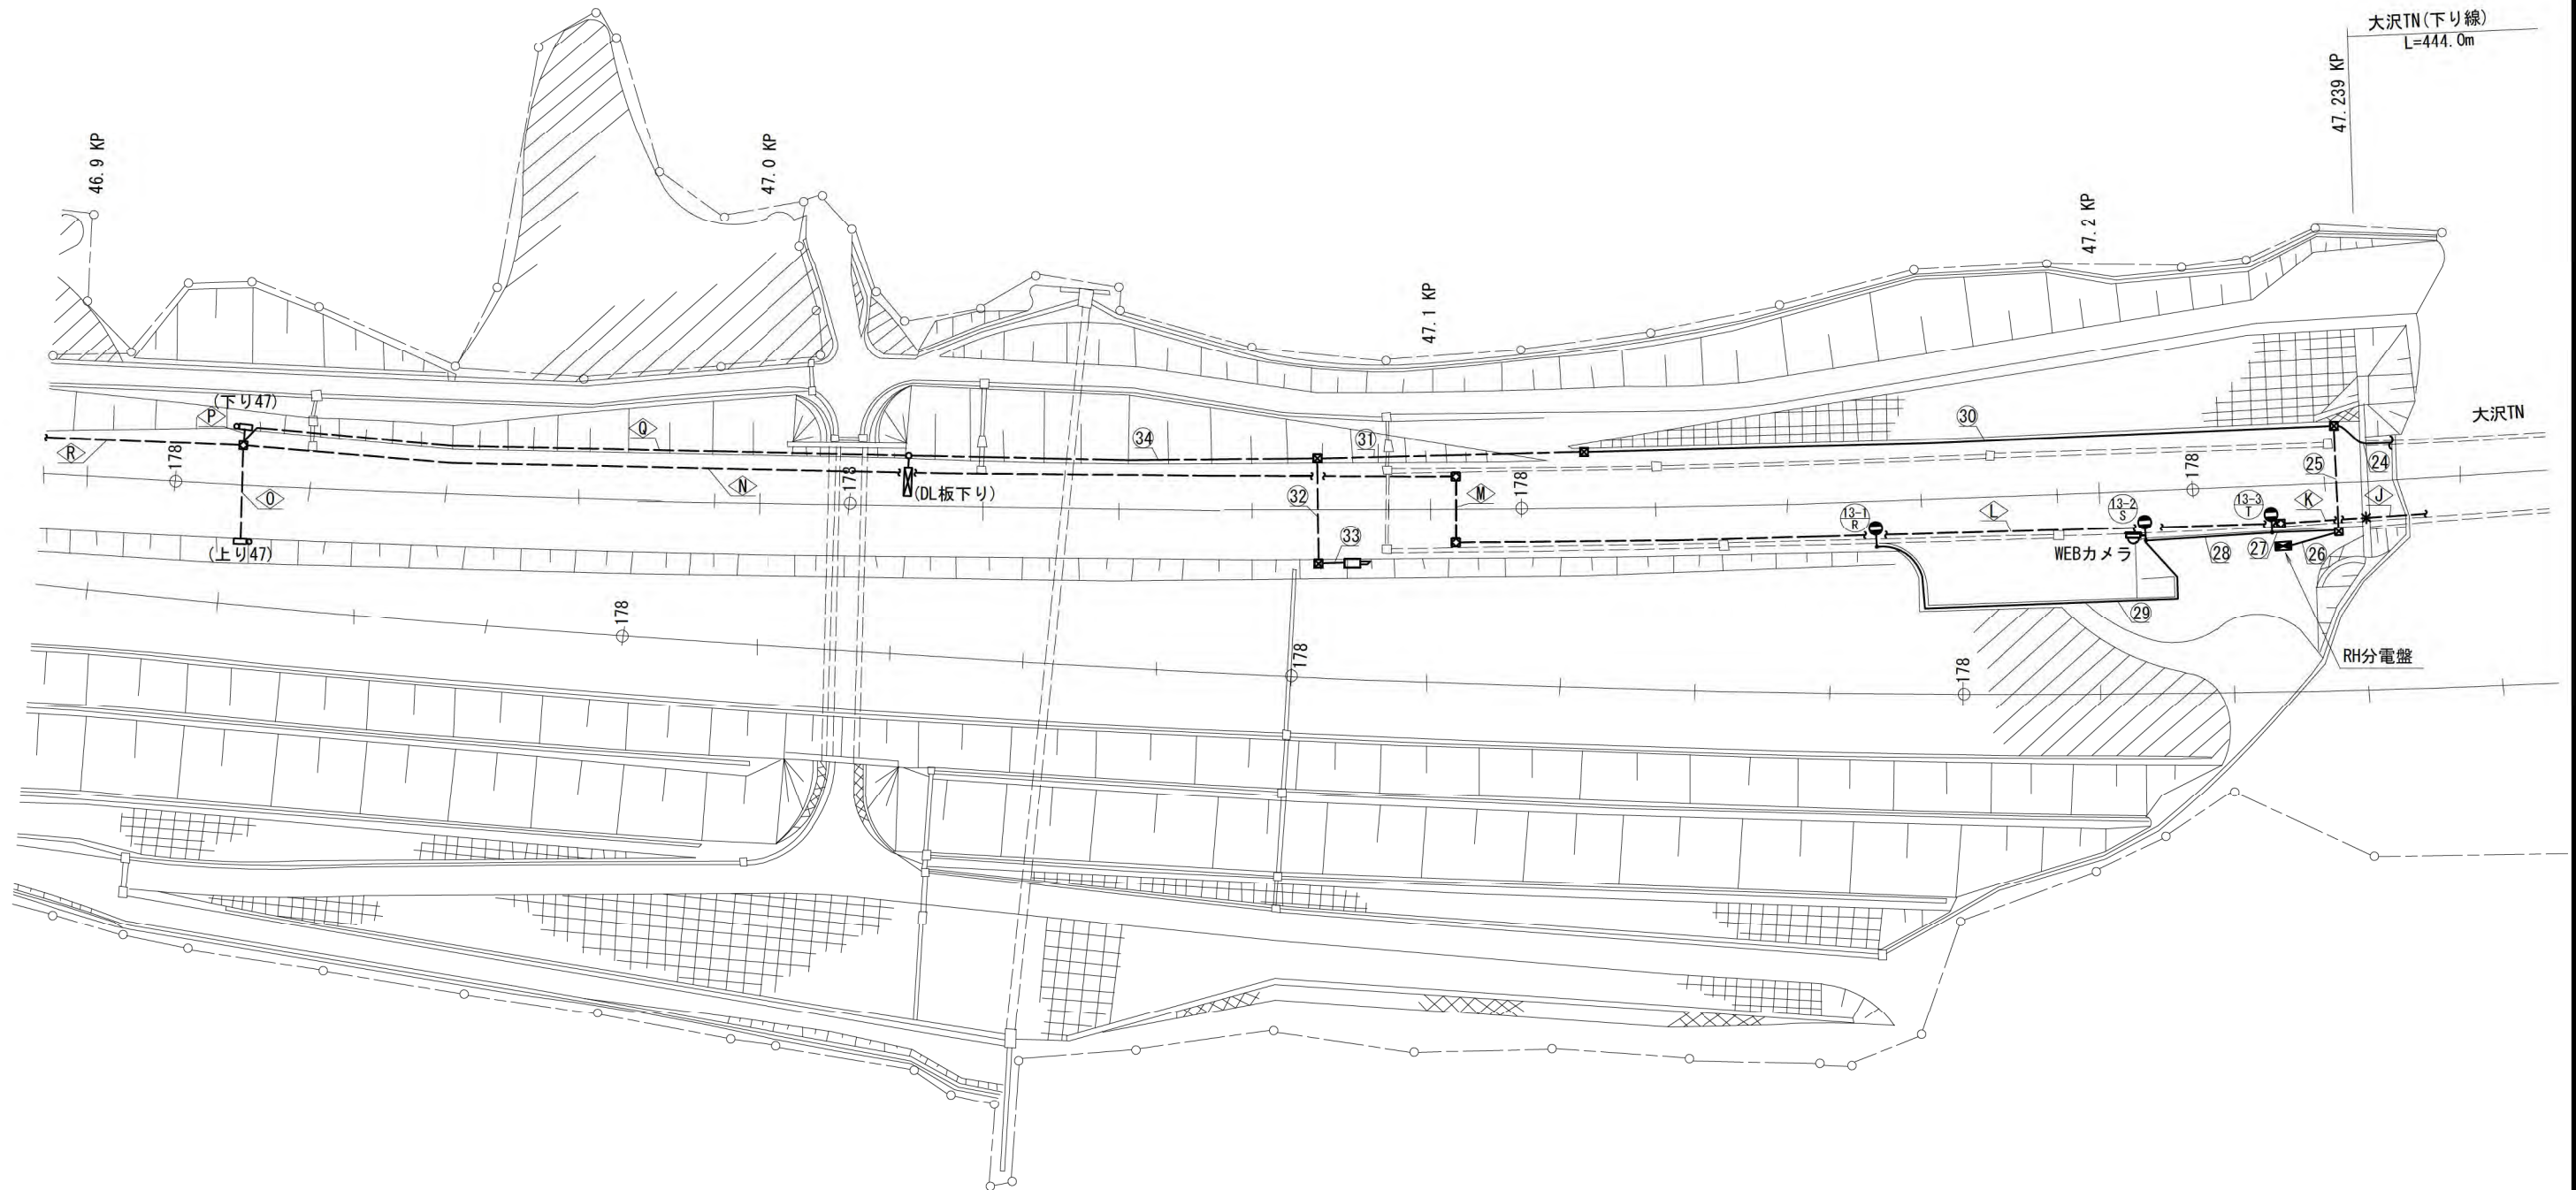 大沢TN(下り線)
L=444.0m
47.239 KP
46.9 KP
47.0 KP
47.1 KP
47.2 KP
大沢TN
(下り47)
P
Q
R
178
O
(上り47)
N
178
(DL板下り)
34
31
32
33
M
178
30
13-1
R
L
13-2
S
WEBカメラ
13-3
T
178
25
24
K
J
28
27
26
29
RH分電盤
178
178
178